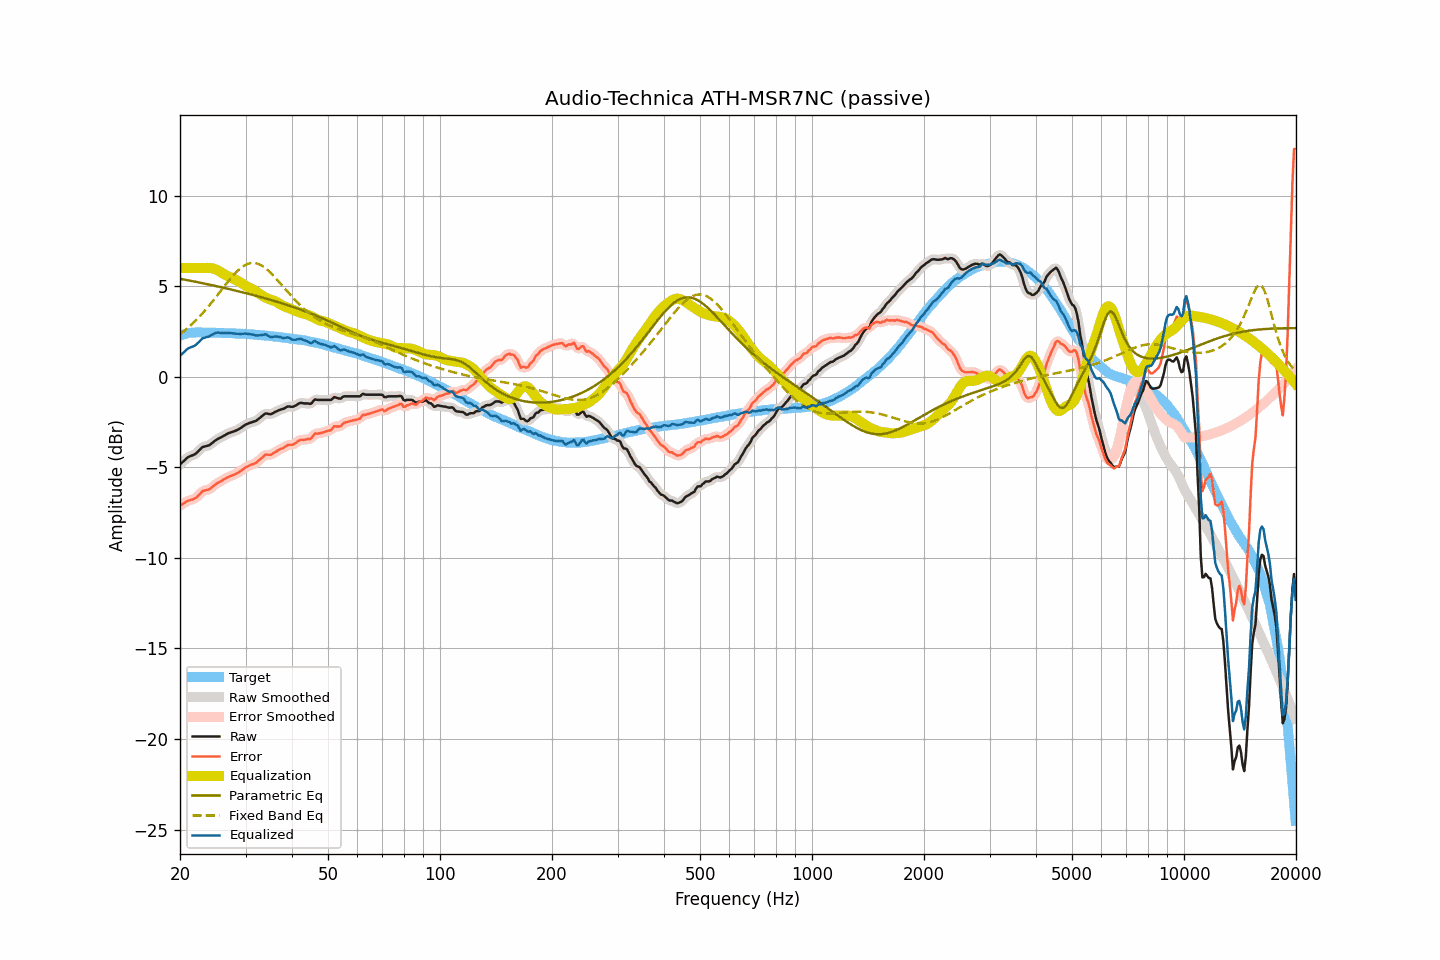 Audio-Technica ATH-MSR7NC (passive)
10
5
0
−5
−10
−15
−20
−25
Amplitude (dBr)
Target
Raw Smoothed
Error Smoothed
Raw
Error
Equalization
Parametric Eq
Fixed Band Eq
Equalized
20 50 100 200 500 1000 2000 5000 10000 20000
Frequency (Hz)